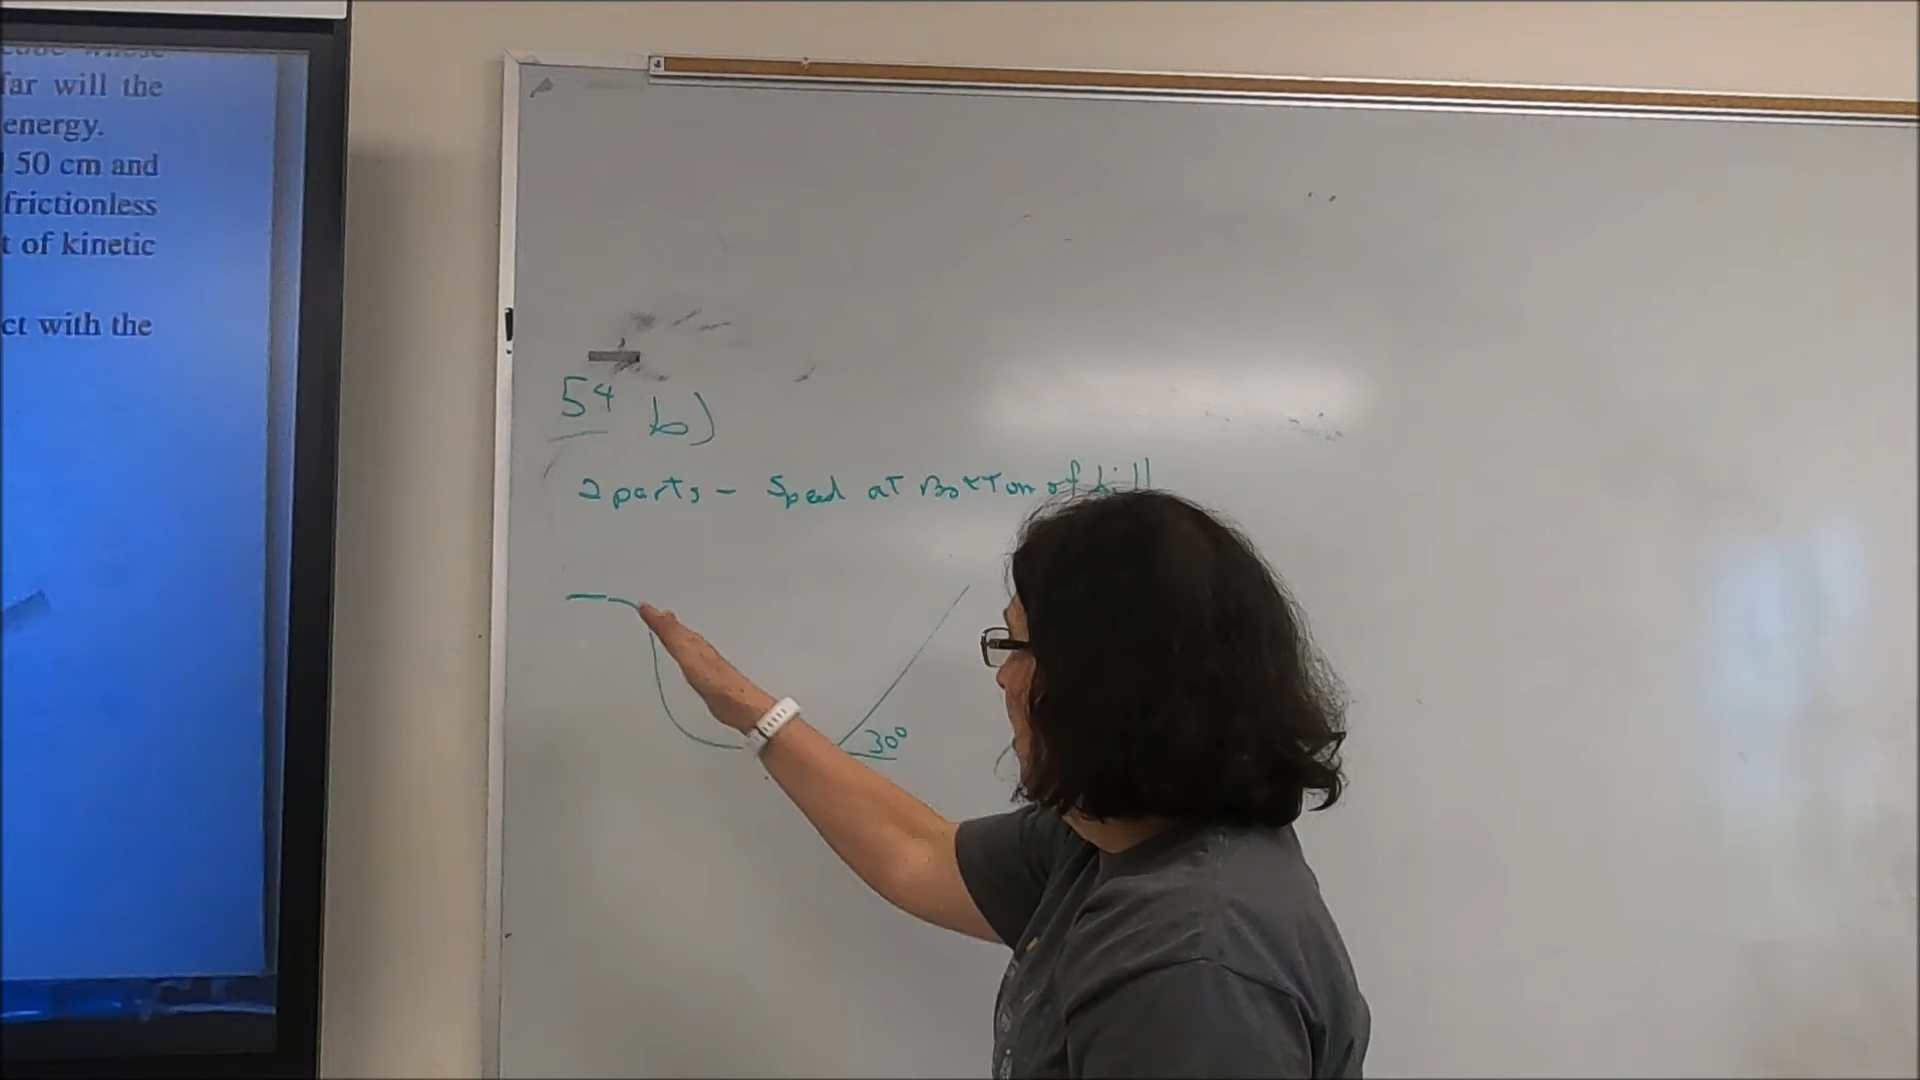 far will the
energy.
50 cm and
frictionless
t of kinetic
ct with the
54 b)
2 parts - Speed at Bottom of hill
30°